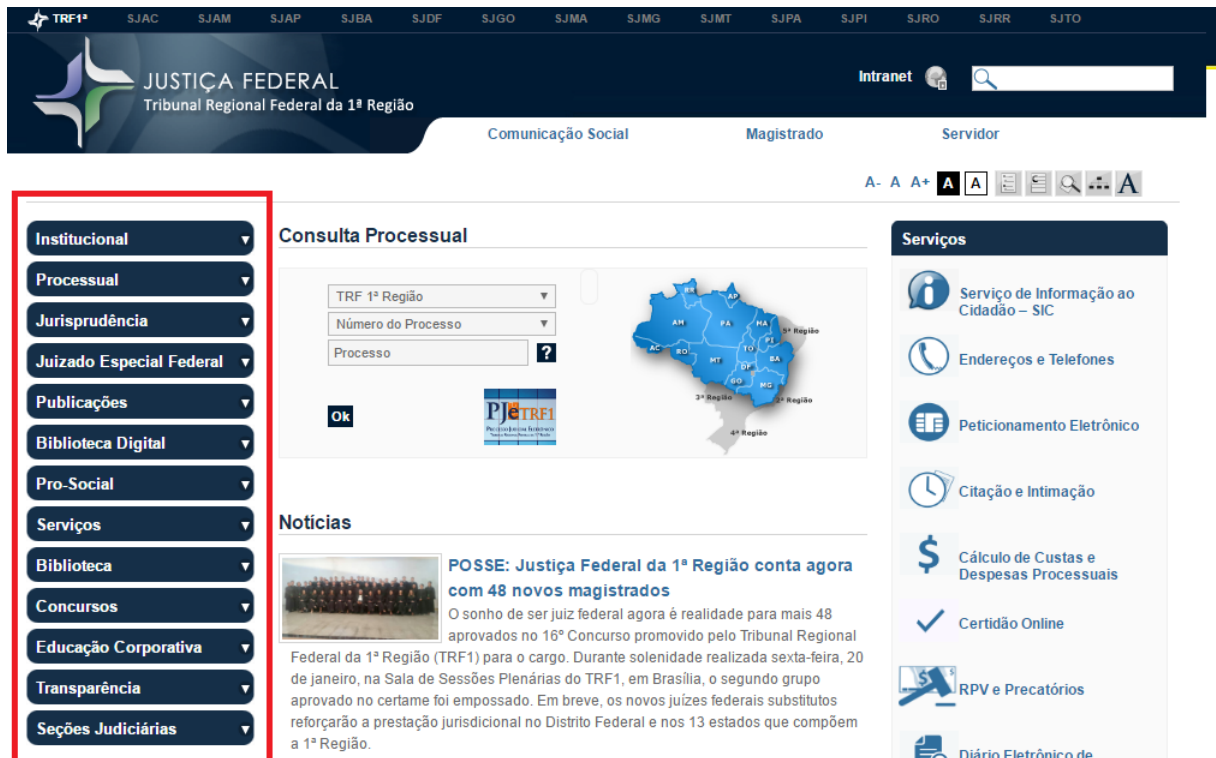 TRF1ª SJAC SJAM SJAP SJBA SJDF SJGO SJMA SJMG SJMT SJPA SJPI SJRO SJRR SJTO
JUSTIÇA FEDERAL
Tribunal Regional Federal da 1ª Região
Intranet
Comunicação Social Magistrado Servidor
A- A A+ A A A
Institucional
Processual
Jurisprudência
Juizado Especial Federal
Publicações
Biblioteca Digital
Pro-Social
Serviços
Biblioteca
Concursos
Educação Corporativa
Transparência
Seções Judiciárias
Consulta Processual
TRF 1ª Região
Número do Processo
Processo ?
Ok
PJe TRF1
RR AP
AM PA MA 5ª Região
PI
AC RO TO
MT BA
DF
GO MG
3ª Região 2ª Região
4ª Região
Notícias
POSSE: Justiça Federal da 1ª Região conta agora
com 48 novos magistrados
O sonho de ser juiz federal agora é realidade para mais 48
aprovados no 16º Concurso promovido pelo Tribunal Regional
Federal da 1ª Região (TRF1) para o cargo. Durante solenidade realizada sexta-feira, 20
de janeiro, na Sala de Sessões Plenárias do TRF1, em Brasília, o segundo grupo
aprovado no certame foi empossado. Em breve, os novos juízes federais substitutos
reforçarão a prestação jurisdicional no Distrito Federal e nos 13 estados que compõem
a 1ª Região.
Serviços
Serviço de Informação ao
Cidadão – SIC
Endereços e Telefones
Peticionamento Eletrônico
Citação e Intimação
Cálculo de Custas e
Despesas Processuais
Certidão Online
RPV e Precatórios
Diário Eletrônico de